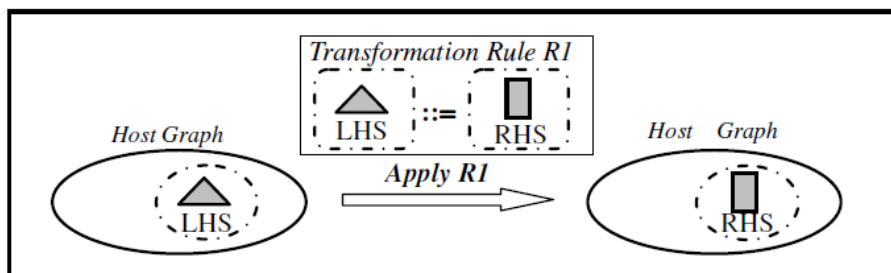 Transformation Rule R1
LHS ::= RHS
Host Graph
Host Graph
Apply R1
LHS
RHS